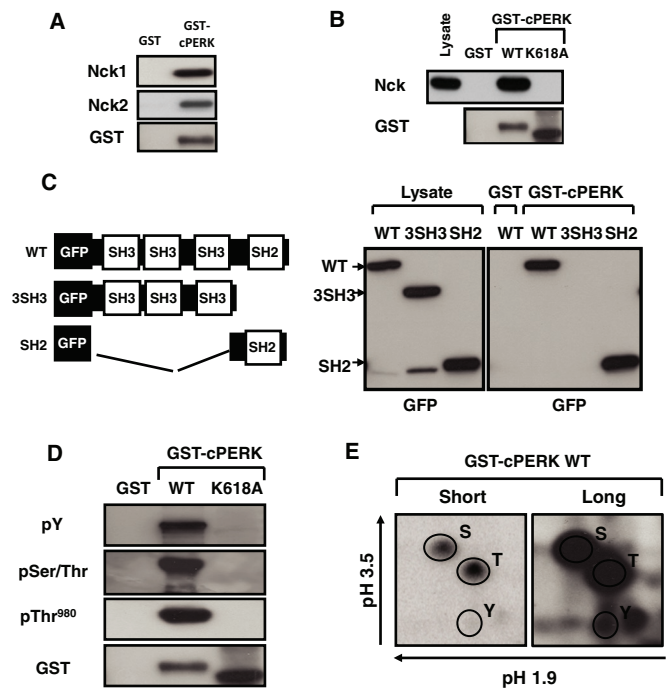 A
GST
GST-
cPERK
Nck1
Nck2
GST
B
GST-cPERK
Lysate
GST WT K618A
Nck
GST
C
WT GFP SH3 SH3 SH3 SH2
3SH3 GFP SH3 SH3 SH3
SH2 GFP SH2
Lysate GST GST-cPERK
WT 3SH3 SH2 WT WT 3SH3 SH2
WT
3SH3
SH2
GFP GFP
D
GST-cPERK
GST WT K618A
pY
pSer/Thr
pThr980
GST
E
GST-cPERK WT
Short Long
S
T
Y
S
T
Y
pH 3.5
pH 1.9